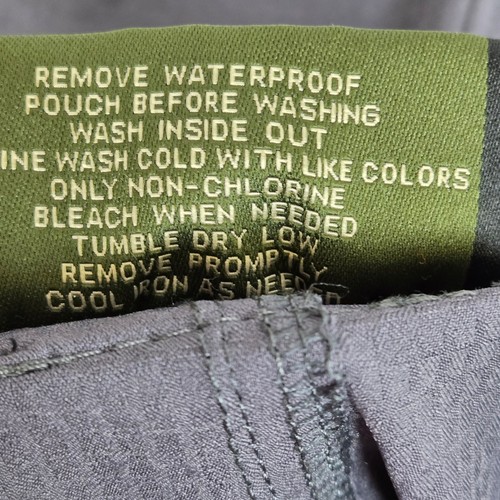 REMOVE WATERPROOF
POUCH BEFORE WASHING
WASH INSIDE OUT
INE WASH COLD WITH LIKE COLORS
ONLY NON-CHLORINE
BLEACH WHEN NEEDED
TUMBLE DRY LOW
REMOVE PROMPTLY
COOL IRON AS NEEDED